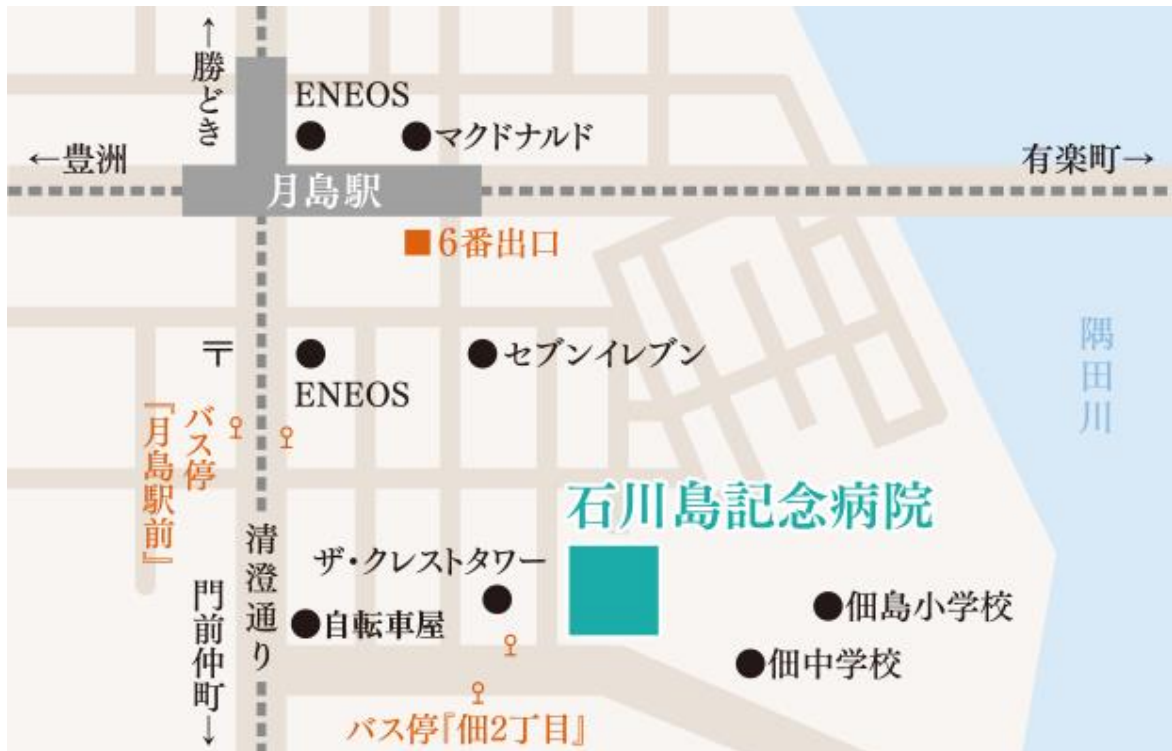 ←勝どき
ENEOS
マクドナルド
←豊洲
有楽町→
月島駅
6番出口
隅田川
〒
セブンイレブン
ENEOS
バス停
『月島駅前』
石川島記念病院
清澄通り
ザ・クレストタワー
門前仲町→
自転車屋
佃島小学校
佃中学校
バス停『佃2丁目』